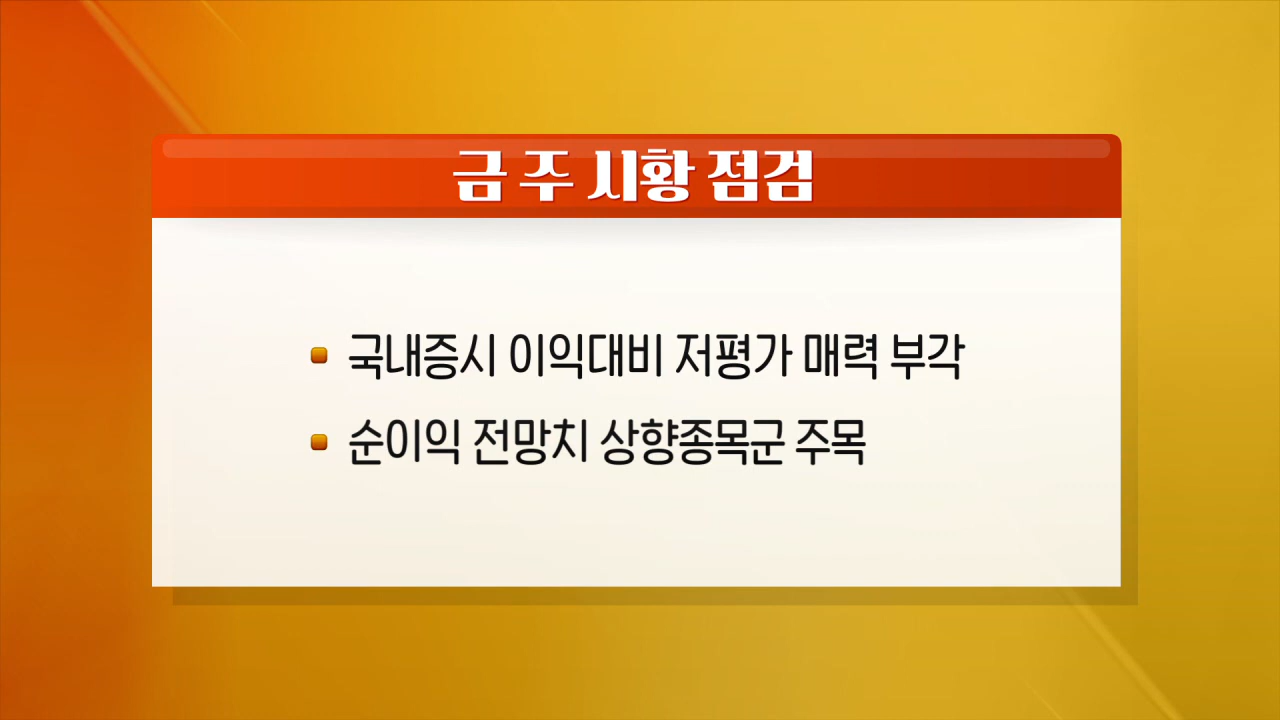 금 주 시황 점검
국내증시 이익대비 저평가 매력 부각
순이익 전망치 상향종목군 주목